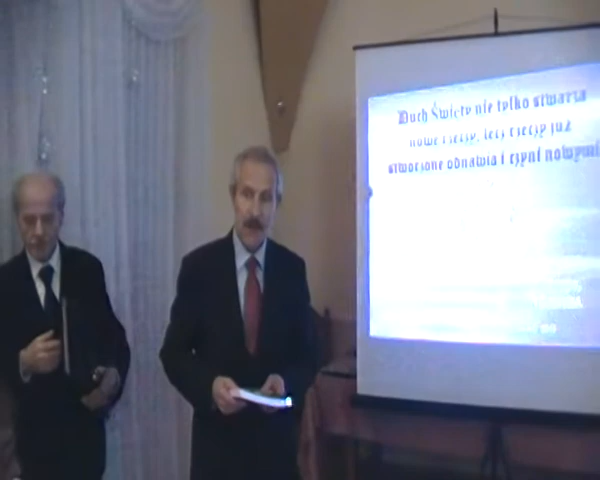 Duch Święty nie tylko stwarza
nowe rzeczy, lecz rzeczy już
stworzone odnawia i czyni nowymi